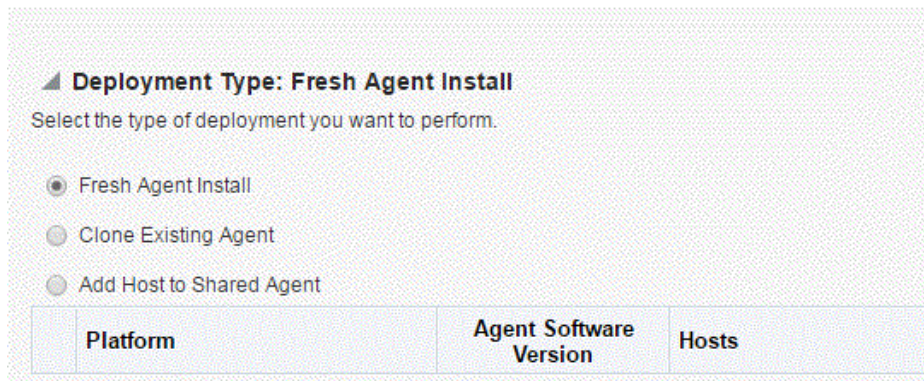 Deployment Type: Fresh Agent Install
Select the type of deployment you want to perform.
Fresh Agent Install
Clone Existing Agent
Add Host to Shared Agent
Platform
Agent Software
Version
Hosts